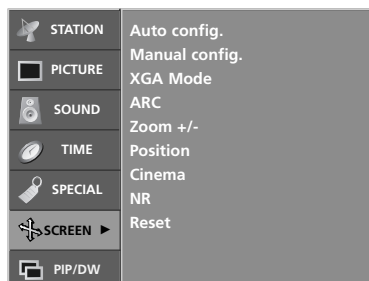 STATION
PICTURE
SOUND
TIME
SPECIAL
SCREEN ►
PIP/DW
Auto config.
Manual config.
XGA Mode
ARC
Zoom +/-
Position
Cinema
NR
Reset